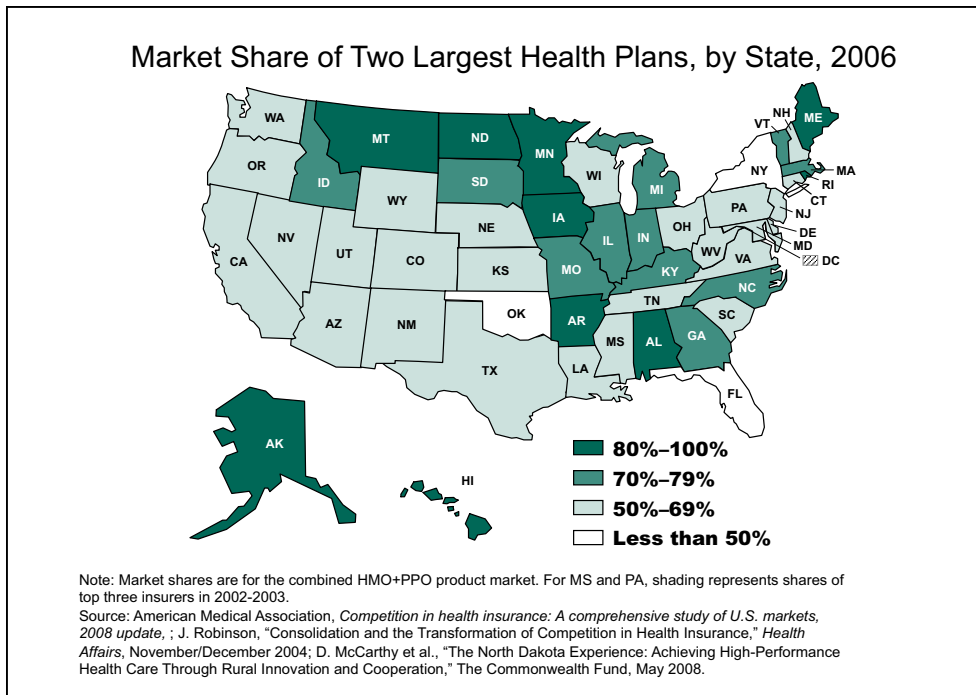 Market Share of Two Largest Health Plans, by State, 2006
WA
OR
CA
NV
ID
MT
WY
UT
AZ
CO
NM
ND
SD
NE
KS
OK
TX
MN
IA
MO
AR
LA
WI
IL
MS
MI
IN
KY
TN
AL
OH
WV
GA
FL
SC
NC
VA
PA
NY
VT
NH
ME
MA
RI
CT
NJ
DE
MD
DC
AK
HI
80%–100%
70%–79%
50%–69%
Less than 50%
Note: Market shares are for the combined HMO+PPO product market. For MS and PA, shading represents shares of
top three insurers in 2002-2003.
Source: American Medical Association, Competition in health insurance: A comprehensive study of U.S. markets,
2008 update, ; J. Robinson, “Consolidation and the Transformation of Competition in Health Insurance,” Health
Affairs, November/December 2004; D. McCarthy et al., “The North Dakota Experience: Achieving High-Performance
Health Care Through Rural Innovation and Cooperation,” The Commonwealth Fund, May 2008.